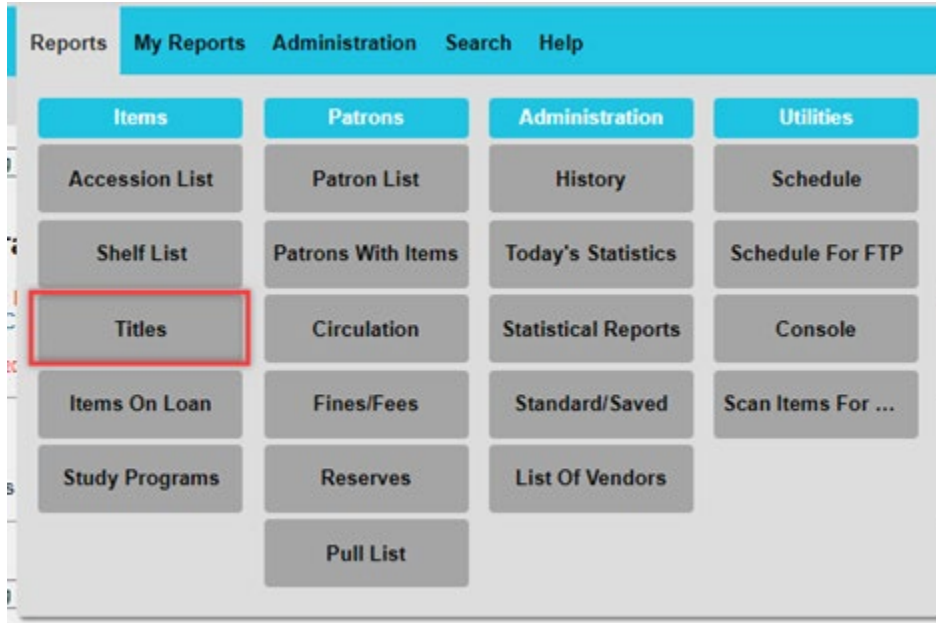 Reports My Reports Administration Search Help
Items Patrons Administration Utilities
Accession List Patron List History Schedule
Shelf List Patrons With Items Today's Statistics Schedule For FTP
Titles Circulation Statistical Reports Console
Items On Loan Fines/Fees Standard/Saved Scan Items For ...
Study Programs Reserves List Of Vendors
Pull List